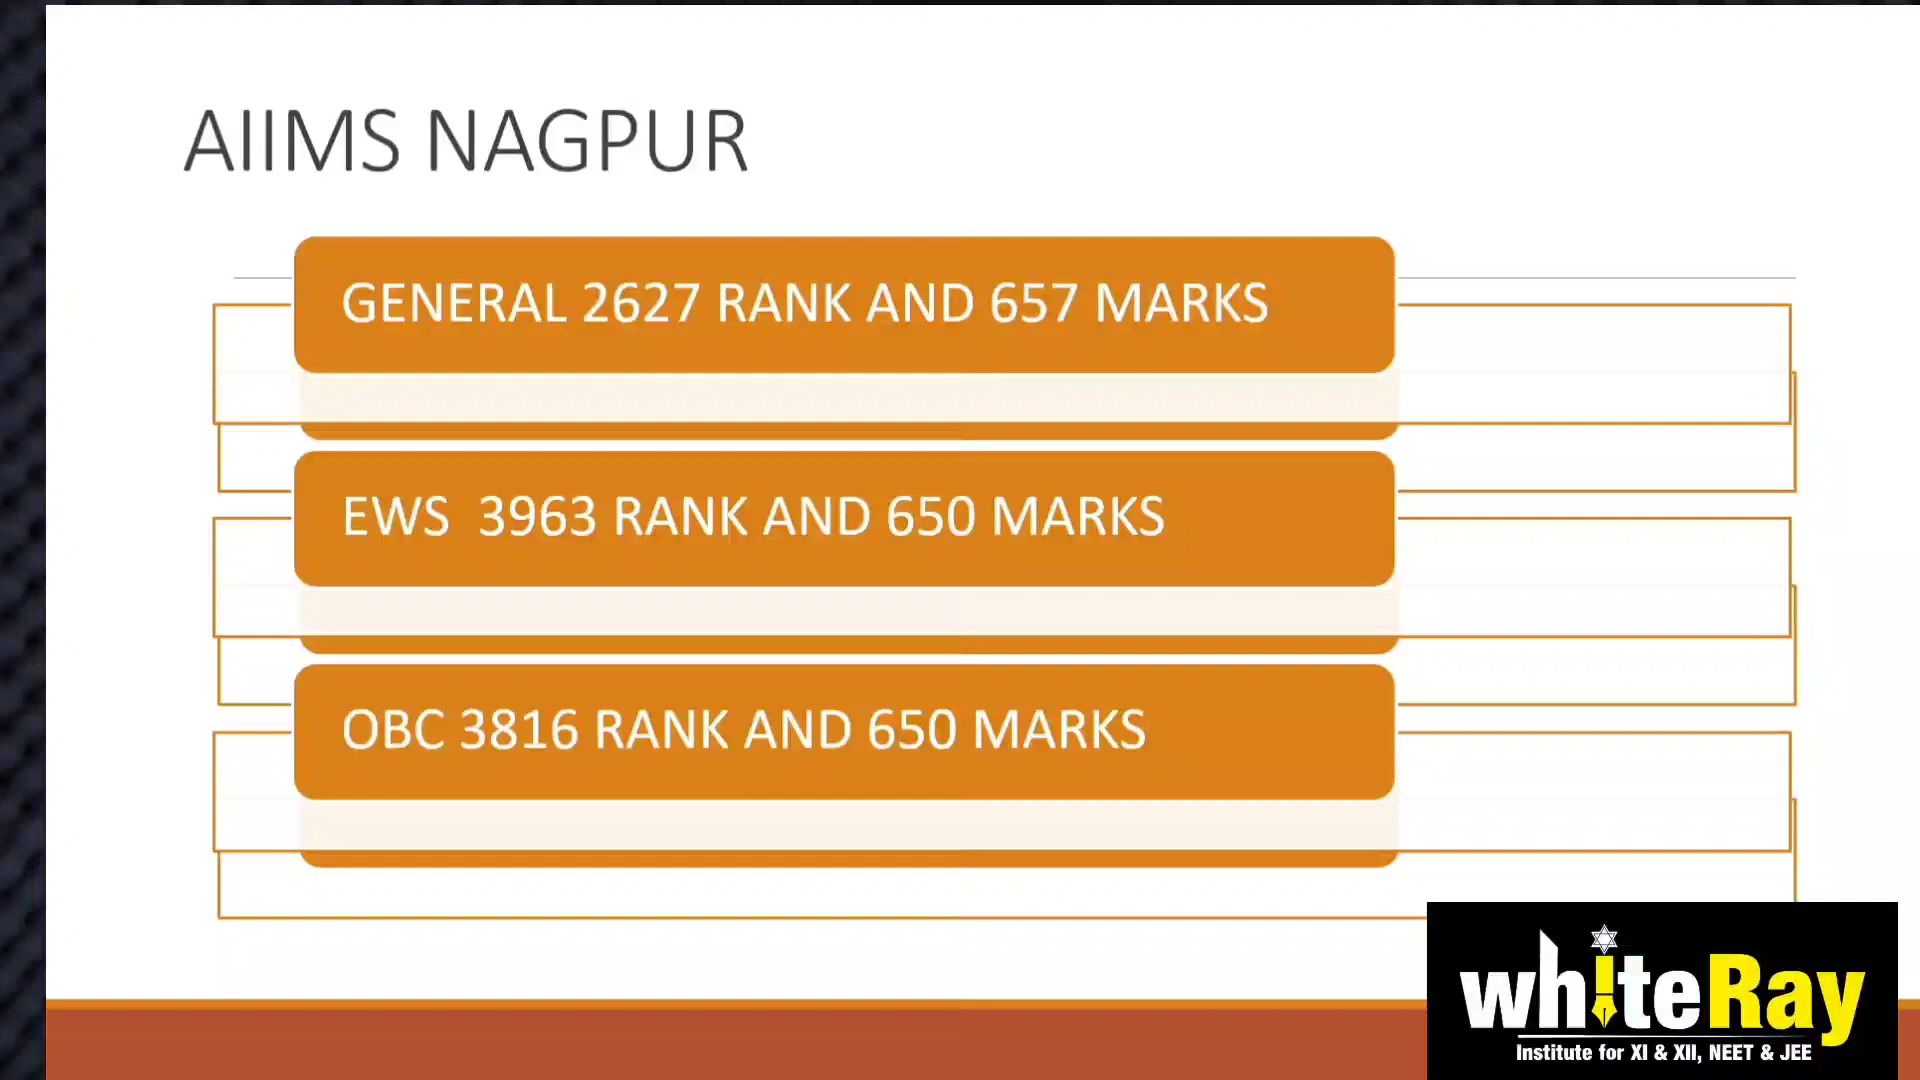 AIIMS NAGPUR
GENERAL 2627 RANK AND 657 MARKS
EWS  3963 RANK AND 650 MARKS
OBC 3816 RANK AND 650 MARKS
whiteRay
Institute for XI & XII, NEET & JEE